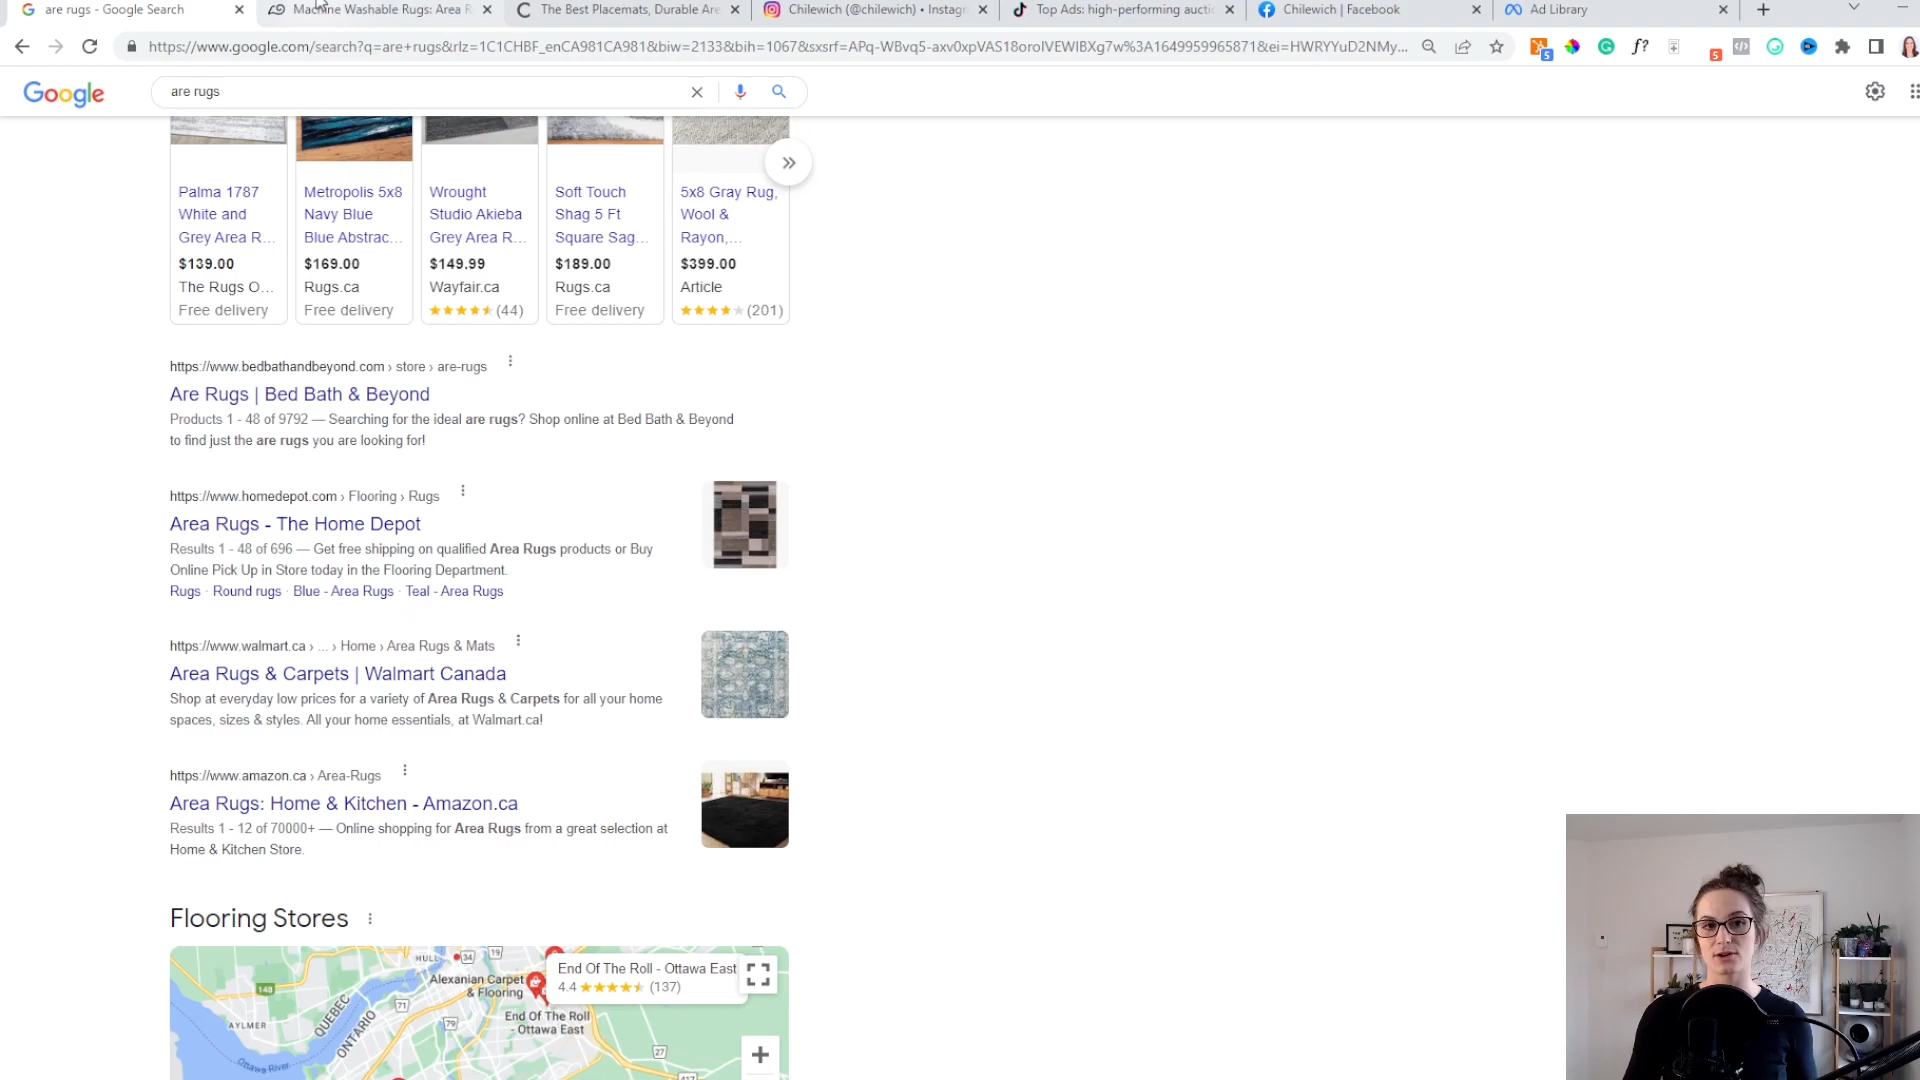 are rugs - Google Search
Machine Washable Rugs: Area R
The Best Placemats, Durable Are
Chilewich (@chilewich) • Instagr
Top Ads: high-performing aucti
Chilewich | Facebook
Ad Library
https://www.google.com/search?q=are+rugs&rlz=1C1CHBF_enCA981CA981&biw=2133&bih=1067&sxsrf=APq-WBvq5-axv0xpVAS18oroIVEWIBXg7w%3A1649959965871&ei=HWRYYuD2NMy...
5
f?
5
Google
are rugs
Palma 1787
White and
Grey Area R...
$139.00
The Rugs O...
Free delivery
Metropolis 5x8
Navy Blue
Blue Abstrac...
$169.00
Rugs.ca
Free delivery
Wrought
Studio Akieba
Grey Area R...
$149.99
Wayfair.ca
(44)
Soft Touch
Shag 5 Ft
Square Sag...
$189.00
Rugs.ca
Free delivery
5x8 Gray Rug,
Wool &
Rayon,...
$399.00
Article
(201)
https://www.bedbathandbeyond.com › store › are-rugs
Are Rugs | Bed Bath & Beyond
Products 1 - 48 of 9792 — Searching for the ideal are rugs? Shop online at Bed Bath & Beyond
to find just the are rugs you are looking for!
https://www.homedepot.com › Flooring › Rugs
Area Rugs - The Home Depot
Results 1 - 48 of 696 — Get free shipping on qualified Area Rugs products or Buy
Online Pick Up in Store today in the Flooring Department.
Rugs · Round rugs · Blue - Area Rugs · Teal - Area Rugs
https://www.walmart.ca › ... › Home › Area Rugs & Mats
Area Rugs & Carpets | Walmart Canada
Shop at everyday low prices for a variety of Area Rugs & Carpets for all your home
spaces, sizes & styles. All your home essentials, at Walmart.ca!
https://www.amazon.ca › Area-Rugs
Area Rugs: Home & Kitchen - Amazon.ca
Results 1 - 12 of 70000+ — Online shopping for Area Rugs from a great selection at
Home & Kitchen Store.
Flooring Stores
HULL
34
19
148
Alexanian Carpet
& Flooring
End Of The Roll - Ottawa East
4.4
(137)
71
End Of The Roll
- Ottawa East
79
AYLMER
QUEBEC
ONTARIO
Ottawa River
27
417